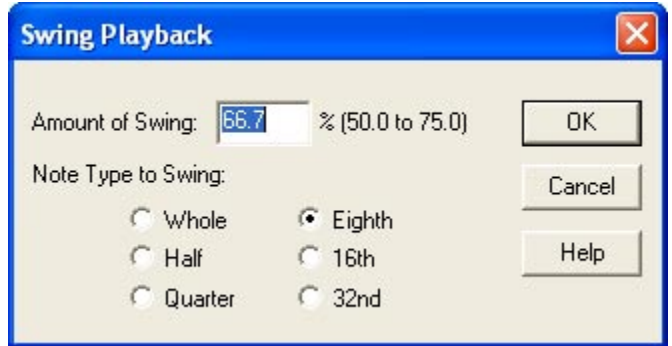 Swing Playback
Amount of Swing: 66.7 % (50.0 to 75.0)
OK
Note Type to Swing:
Cancel
Whole Eighth
Half 16th
Help
Quarter 32nd